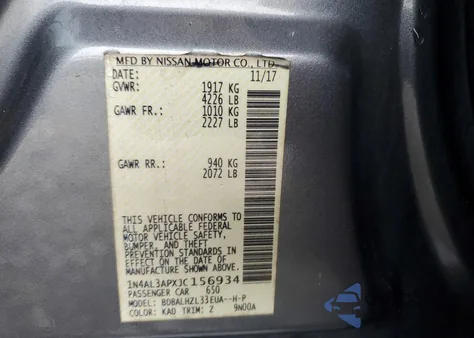 MFD BY NISSAN MOTOR CO., LTD.
DATE: 11/17
GVWR: 1917 KG
4226 LB
GAWR FR.: 1010 KG
2227 LB
GAWR RR.: 940 KG
2072 LB
THIS VEHICLE CONFORMS TO
ALL APPLICABLE FEDERAL
MOTOR VEHICLE SAFETY,
BUMPER, AND THEFT
PREVENTION STANDARDS IN
EFFECT ON THE DATE OF
MANUFACTURE SHOWN ABOVE.
1N4AL3APXJC156934
PASSENGER CAR 650
MODEL: BDBALHZL33EUA--H-P
COLOR: KAD TRIM: Z 9N00A